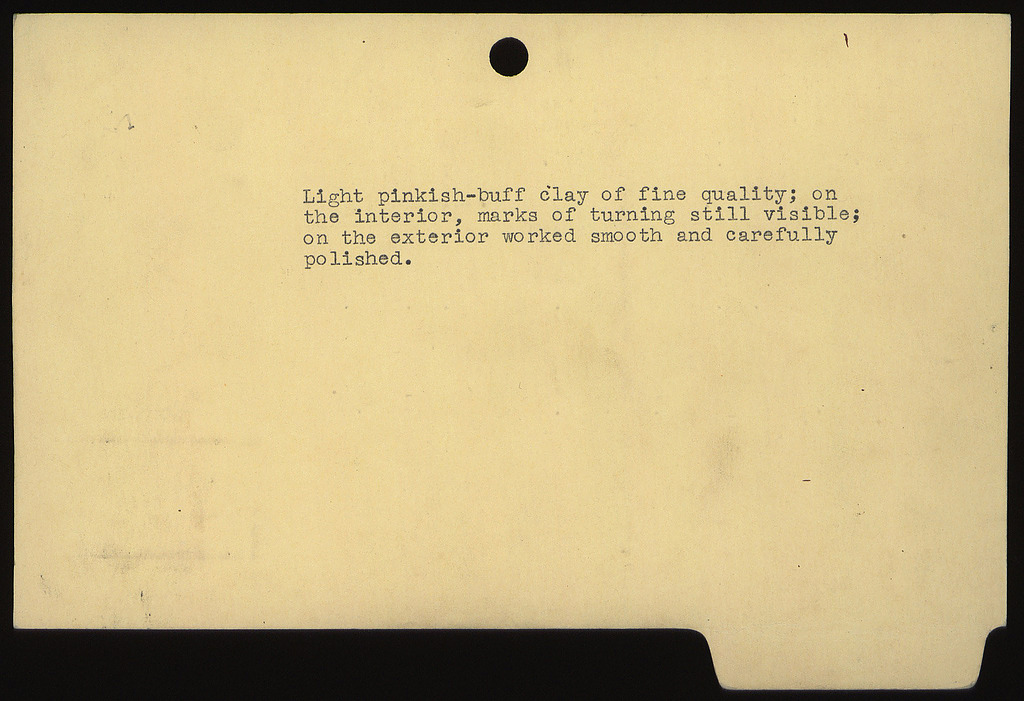 Light pinkish-buff clay of fine quality; on
the interior, marks of turning still visible;
on the exterior worked smooth and carefully
polished.